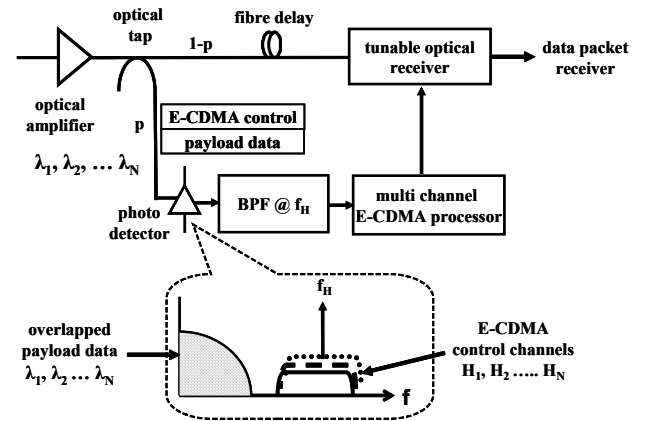 optical
tap
fibre delay
1-p
tunable optical
receiver
data packet
receiver
optical
amplifier
p
E-CDMA control
payload data
λ1, λ2, ... λN
photo
detector
BPF @ fH
multi channel
E-CDMA processor
fH
overlapped
payload data
λ1, λ2 ... λN
E-CDMA
control channels
H1, H2 ..... HN
f